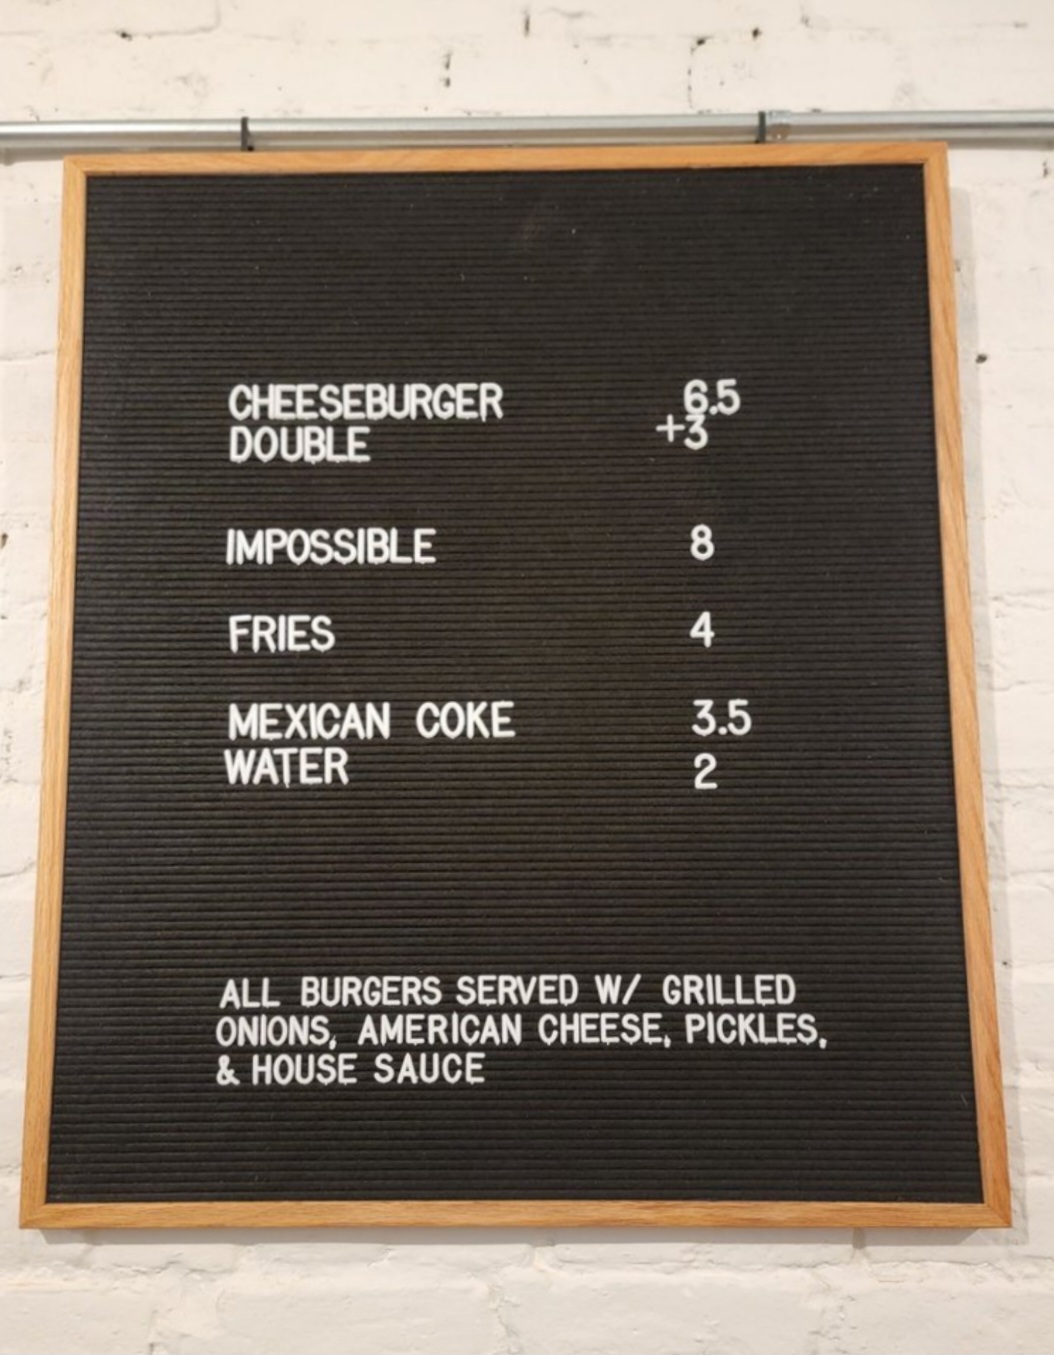 CHEESEBURGER 6.5
DOUBLE +3
IMPOSSIBLE 8
FRIES 4
MEXICAN COKE 3.5
WATER 2
ALL BURGERS SERVED W/ GRILLED
ONIONS, AMERICAN CHEESE, PICKLES,
& HOUSE SAUCE